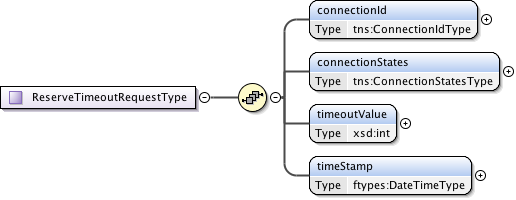 connectionId
Type tns:ConnectionIdType
connectionStates
Type tns:ConnectionStatesType
ReserveTimeoutRequestType
timeoutValue
Type xsd:int
timeStamp
Type ftypes:DateTimeType